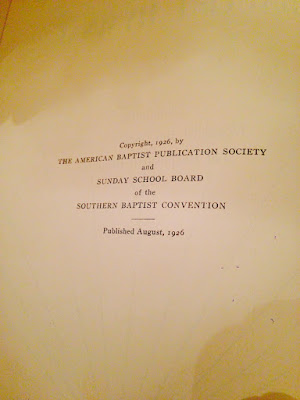 Copyright, 1926, by
THE AMERICAN BAPTIST PUBLICATION SOCIETY
and
SUNDAY SCHOOL BOARD
of the
SOUTHERN BAPTIST CONVENTION
Published August, 1926